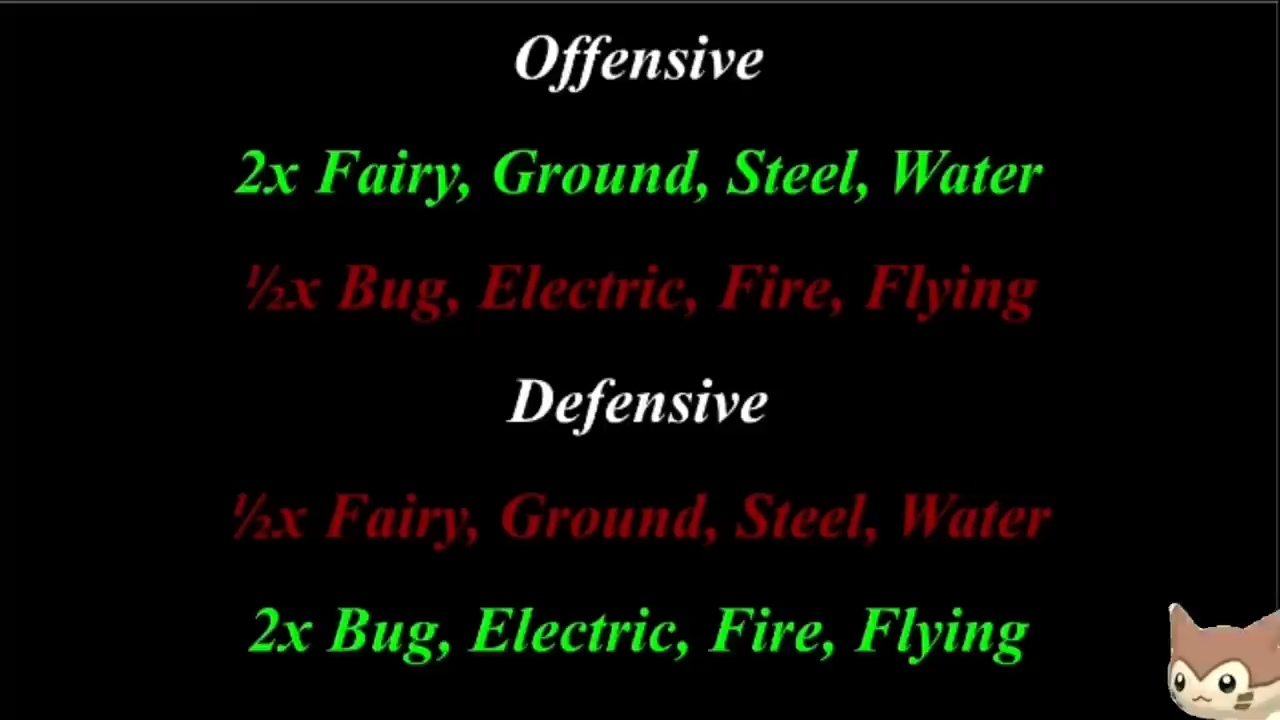 Offensive
2x Fairy, Ground, Steel, Water
½x Bug, Electric, Fire, Flying
Defensive
½x Fairy, Ground, Steel, Water
2x Bug, Electric, Fire, Flying